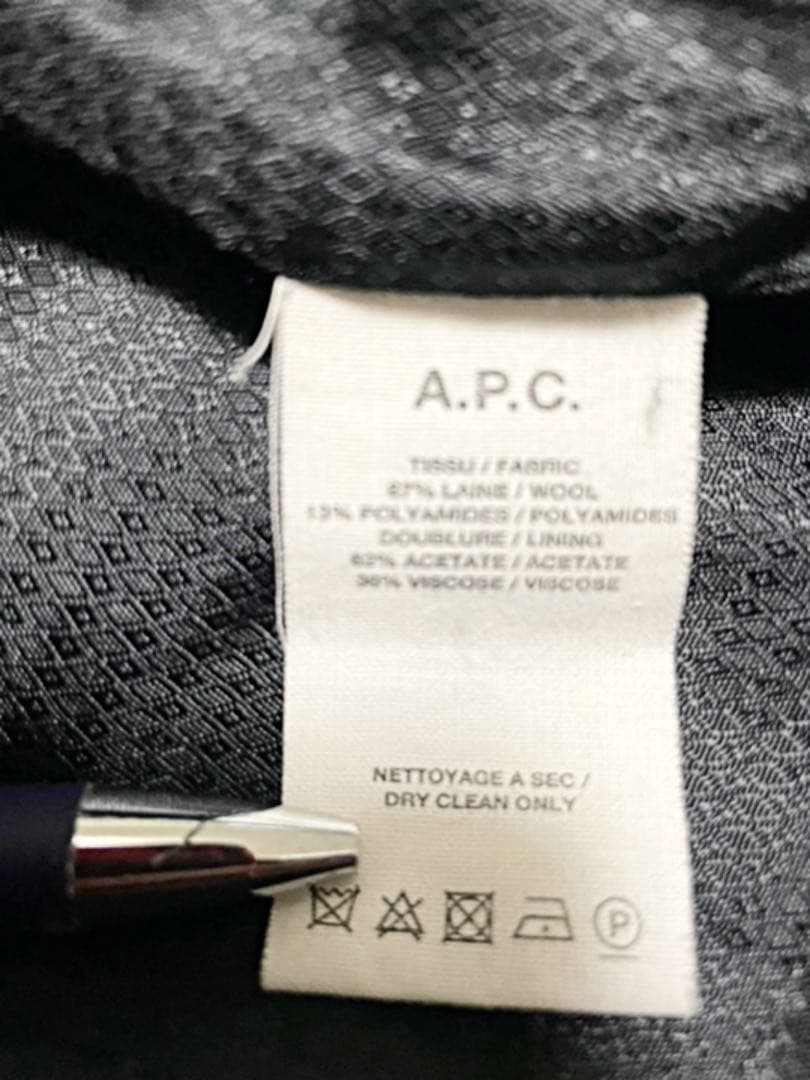 A.P.C.
TISSU / FABRIC
87% LAINE / WOOL
13% POLYAMIDES / POLYAMIDES
DOUBLURE / LINING
62% ACETATE / ACETATE
38% VISCOSE / VISCOSE
NETTOYAGE A SEC /
DRY CLEAN ONLY
P